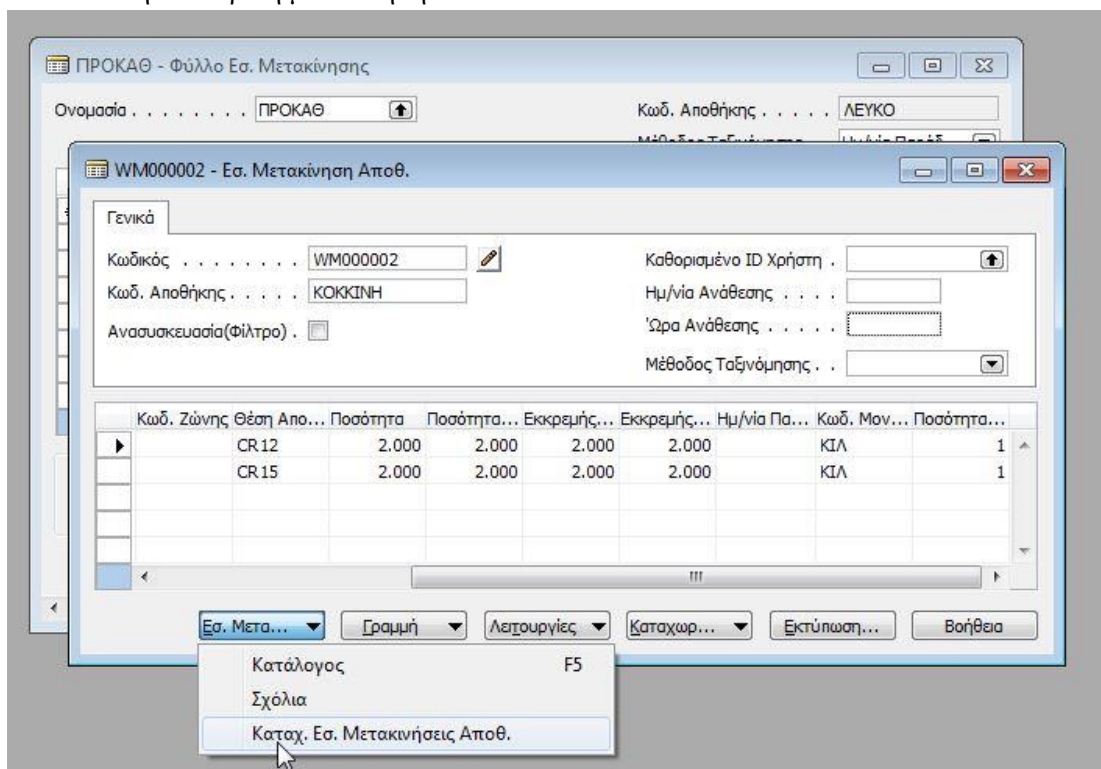 ΠΡΟΚΑΘ - Φύλλο Εσ. Μετακίνησης
Ονομασία . . . . . . . . ΠΡΟΚΑΘ
Κωδ. Αποθήκης . . . . . ΛΕΥΚΟ
WM000002 - Εσ. Μετακίνηση Αποθ.
Γενικά
Κωδικός . . . . . . . . WM000002
Καθορισμένο ID Χρήστη .
Κωδ. Αποθήκης . . . . . ΚΟΚΚΙΝΗ
Ημ/νία Ανάθεσης . . . .
Ανασυσκευασία(Φίλτρο) .
Ώρα Ανάθεσης . . . . .
Μέθοδος Ταξινόμησης . .
Κωδ. Ζώνης Θέση Απο... Ποσότητα Ποσότητα... Εκκρεμής... Εκκρεμής... Ημ/νία Πα... Κωδ. Μον... Ποσότητα...
CR12 2.000 2.000 2.000 2.000 ΚΙΛ 1
CR15 2.000 2.000 2.000 2.000 ΚΙΛ 1
Εσ. Μετα... Γραμμή Λειτουργίες Καταχωρ... Εκτύπωση... Βοήθεια
Κατάλογος F5
Σχόλια
Καταχ. Εσ. Μετακινήσεις Αποθ.